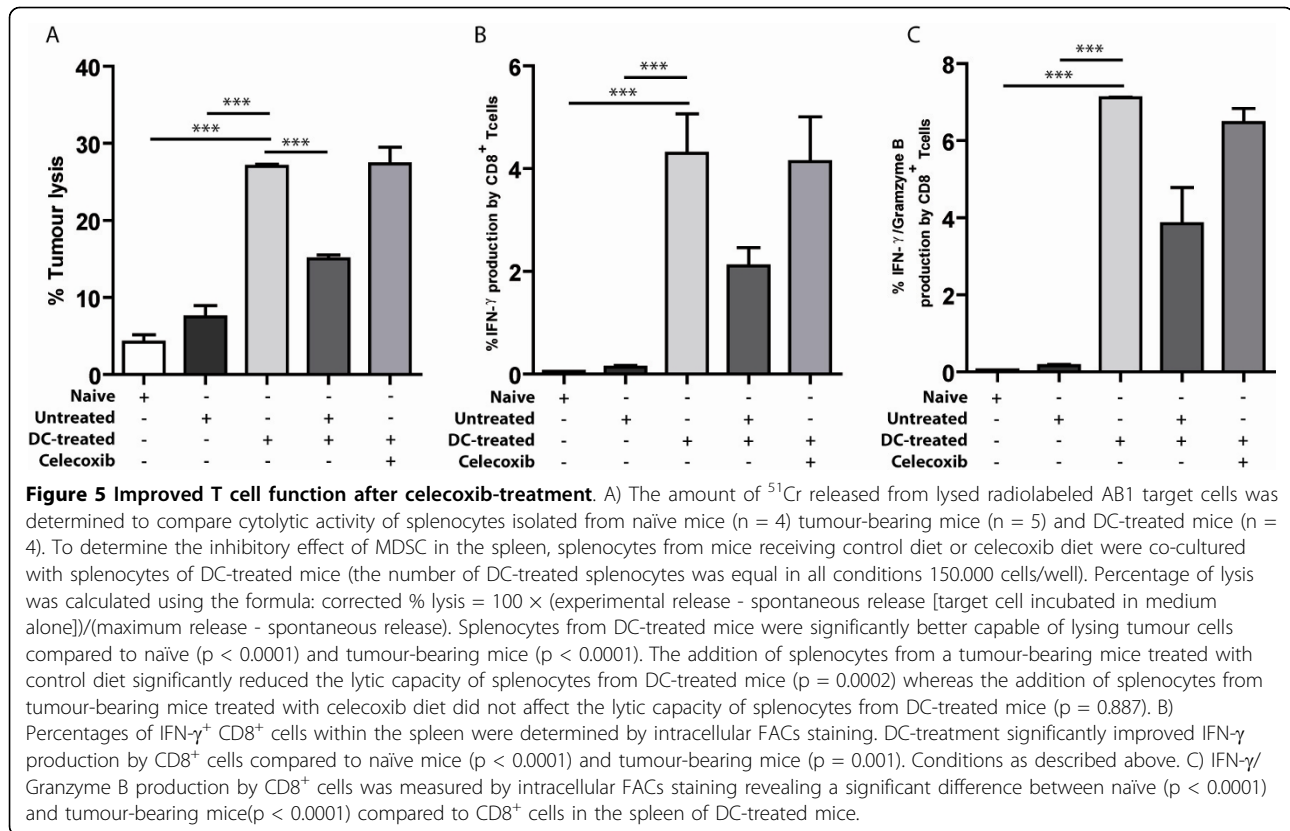 A
B
C
% Tumour lysis
40
30
20
10
0
***
***
***
%IFN-γ production by CD8+ Tcells
6
4
2
0
***
***
% IFN-γ/Gramzyme B
production by CD8+ Tcells
8
6
4
2
0
***
***
Naive + - - - -
Untreated - + - + -
DC-treated - - + + +
Celecoxib - - - - +
Naive + - - - -
Untreated - + - + -
DC-treated - - + + +
Celecoxib - - - - +
Naive + - - - -
Untreated - + - + -
DC-treated - - + + +
Celecoxib - - - - +
Figure 5 Improved T cell function after celecoxib-treatment. A) The amount of 51Cr released from lysed radiolabeled AB1 target cells was
determined to compare cytolytic activity of splenocytes isolated from naïve mice (n = 4) tumour-bearing mice (n = 5) and DC-treated mice (n =
4). To determine the inhibitory effect of MDSC in the spleen, splenocytes from mice receiving control diet or celecoxib diet were co-cultured
with splenocytes of DC-treated mice (the number of DC-treated splenocytes was equal in all conditions 150.000 cells/well). Percentage of lysis
was calculated using the formula: corrected % lysis = 100 × (experimental release - spontaneous release [target cell incubated in medium
alone])/(maximum release - spontaneous release). Splenocytes from DC-treated mice were significantly better capable of lysing tumour cells
compared to naïve (p < 0.0001) and tumour-bearing mice (p < 0.0001). The addition of splenocytes from a tumour-bearing mice treated with
control diet significantly reduced the lytic capacity of splenocytes from DC-treated mice (p = 0.0002) whereas the addition of splenocytes from
tumour-bearing mice treated with celecoxib diet did not affect the lytic capacity of splenocytes from DC-treated mice (p = 0.887). B)
Percentages of IFN-γ+ CD8+ cells within the spleen were determined by intracellular FACs staining. DC-treatment significantly improved IFN-γ
production by CD8+ cells compared to naïve mice (p < 0.0001) and tumour-bearing mice (p = 0.001). Conditions as described above. C) IFN-γ/
Granzyme B production by CD8+ cells was measured by intracellular FACs staining revealing a significant difference between naïve (p < 0.0001)
and tumour-bearing mice(p < 0.0001) compared to CD8+ cells in the spleen of DC-treated mice.